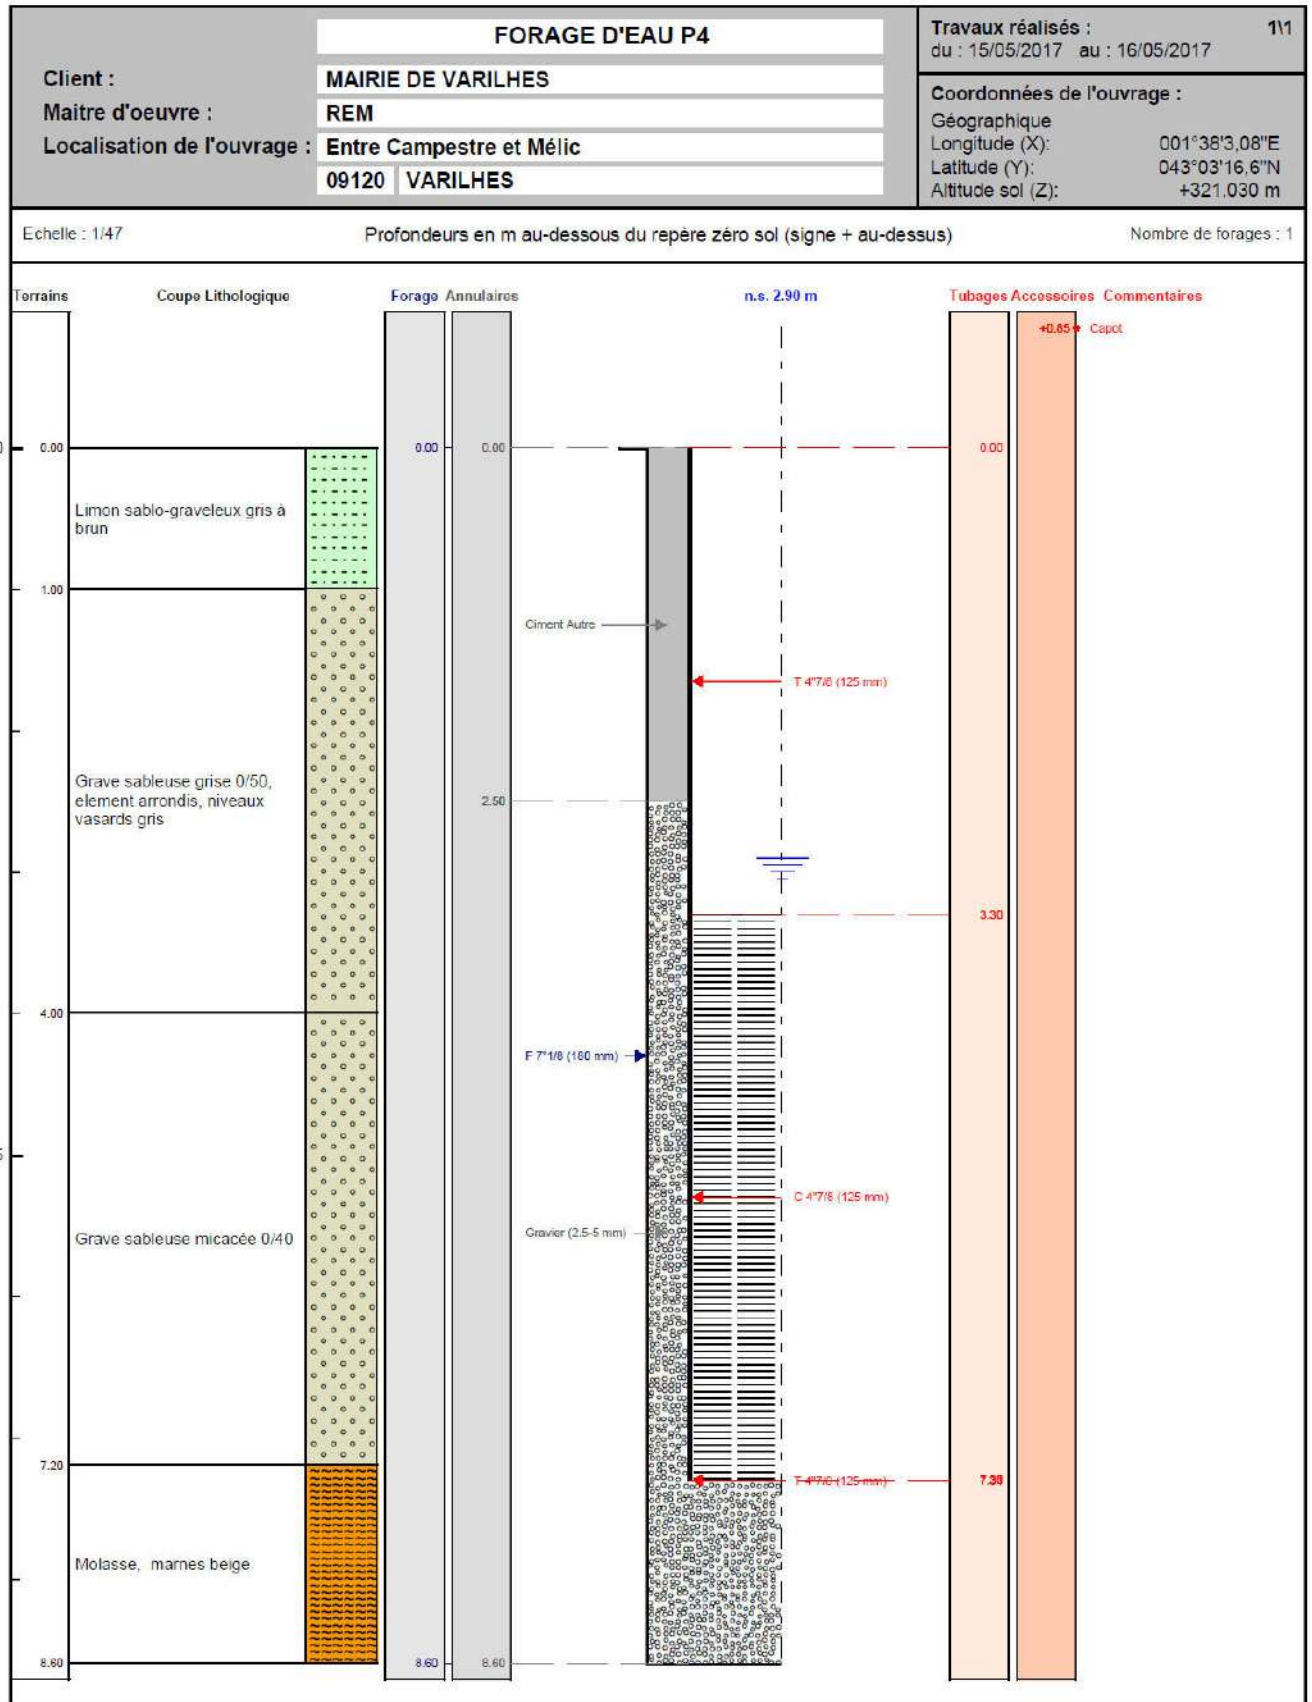 FORAGE D'EAU P4
Client :
MAIRIE DE VARILHES
Maitre d'oeuvre :
REM
Localisation de l'ouvrage :
Entre Campestre et Mélic
09120 VARILHES
Travaux réalisés : 1\1
du : 15/05/2017 au : 16/05/2017
Coordonnées de l'ouvrage :
Géographique
Longitude (X): 001°38'3,08"E
Latitude (Y): 043°03'16,6"N
Altitude sol (Z): +321.030 m
Echelle : 1/47
Profondeurs en m au-dessous du repère zéro sol (signe + au-dessus)
Nombre de forages : 1
Terrains Coupe Lithologique Forage Annulaires n.s. 2.90 m Tubages Accessoires Commentaires
+0.85 Capot
0.00 0.00 0.00 0.00
Limon sablo-graveleux gris à
brun
1.00
Ciment Autre
T 4"7/8 (125 mm)
Grave sableuse grise 0/50,
element arrondis, niveaux
vasards gris
2.50
3.30
4.00
F 7"1/8 (180 mm)
C 4"7/8 (125 mm)
Gravier (2.5-5 mm)
Grave sableuse micacée 0/40
7.20
T 4"7/8 (125 mm)
Molasse, marnes beige
8.60 8.60 8.60